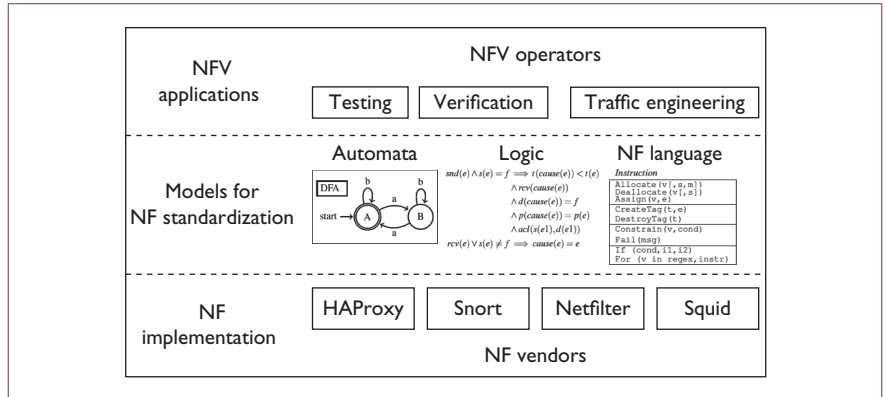 NFV applications
NFV operators
Testing
Verification
Traffic engineering
Models for NF standardization
Automata
DFA
start
A
B
b
b
a
a
Logic
snd(e) ∧ s(e) = f ⟹ t(cause(e)) < t(e)
∧ rcv(cause(e))
∧ d(cause(e)) = f
∧ p(cause(e)) = p(e)
∧ acl(s(e1),d(e1))
rcv(e) ∨ s(e) ≠ f ⟹ cause(e) = e
NF language
Instruction
Allocate(v[,s,m])
Deallocate(v[,s])
Assign(v,e)
CreateTag(t,e)
DestroyTag(t)
Constrain(v,cond)
Fail(msg)
If (cond,i1,i2)
For (v in regex,instr)
NF implementation
HAProxy
Snort
Netfilter
Squid
NF vendors